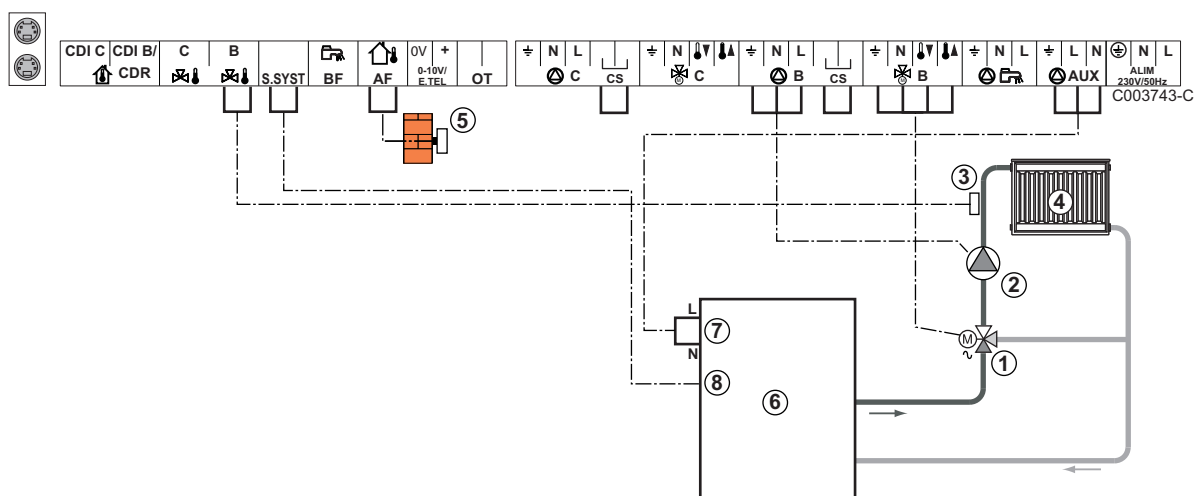 CDI C CDI B/ C B 0V +
CDR S.SYST BF AF 0-10V/ E.TEL OT
⏚ N L C CS ⏚ N M C ⏚ N L B CS ⏚ N M B ⏚ N L ⏚ L N AUX ⏚ N L
ALIM
230V/50Hz
C003743-C
5
3
4
2
L
7
N
M
1
8
6